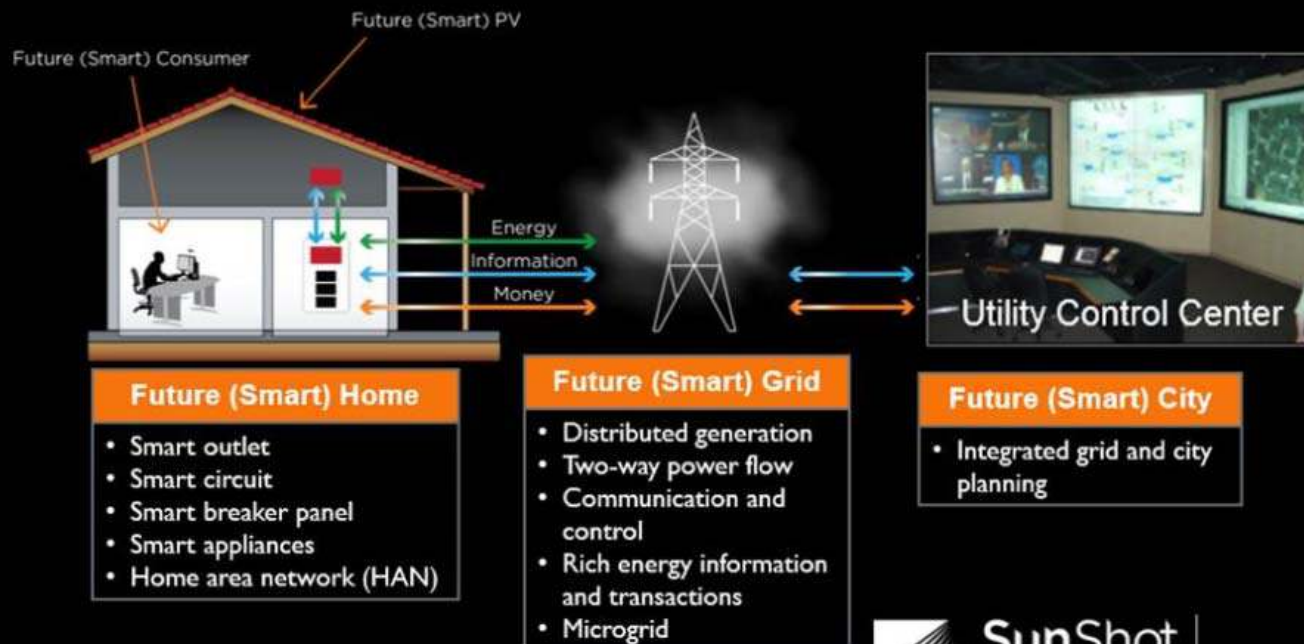 Future (Smart) PV
Future (Smart) Consumer
Energy
Information
Money
Utility Control Center
Future (Smart) Home
• Smart outlet
• Smart circuit
• Smart breaker panel
• Smart appliances
• Home area network (HAN)
Future (Smart) Grid
• Distributed generation
• Two-way power flow
• Communication and
control
• Rich energy information
and transactions
• Microgrid
Future (Smart) City
• Integrated grid and city
planning
SunShot